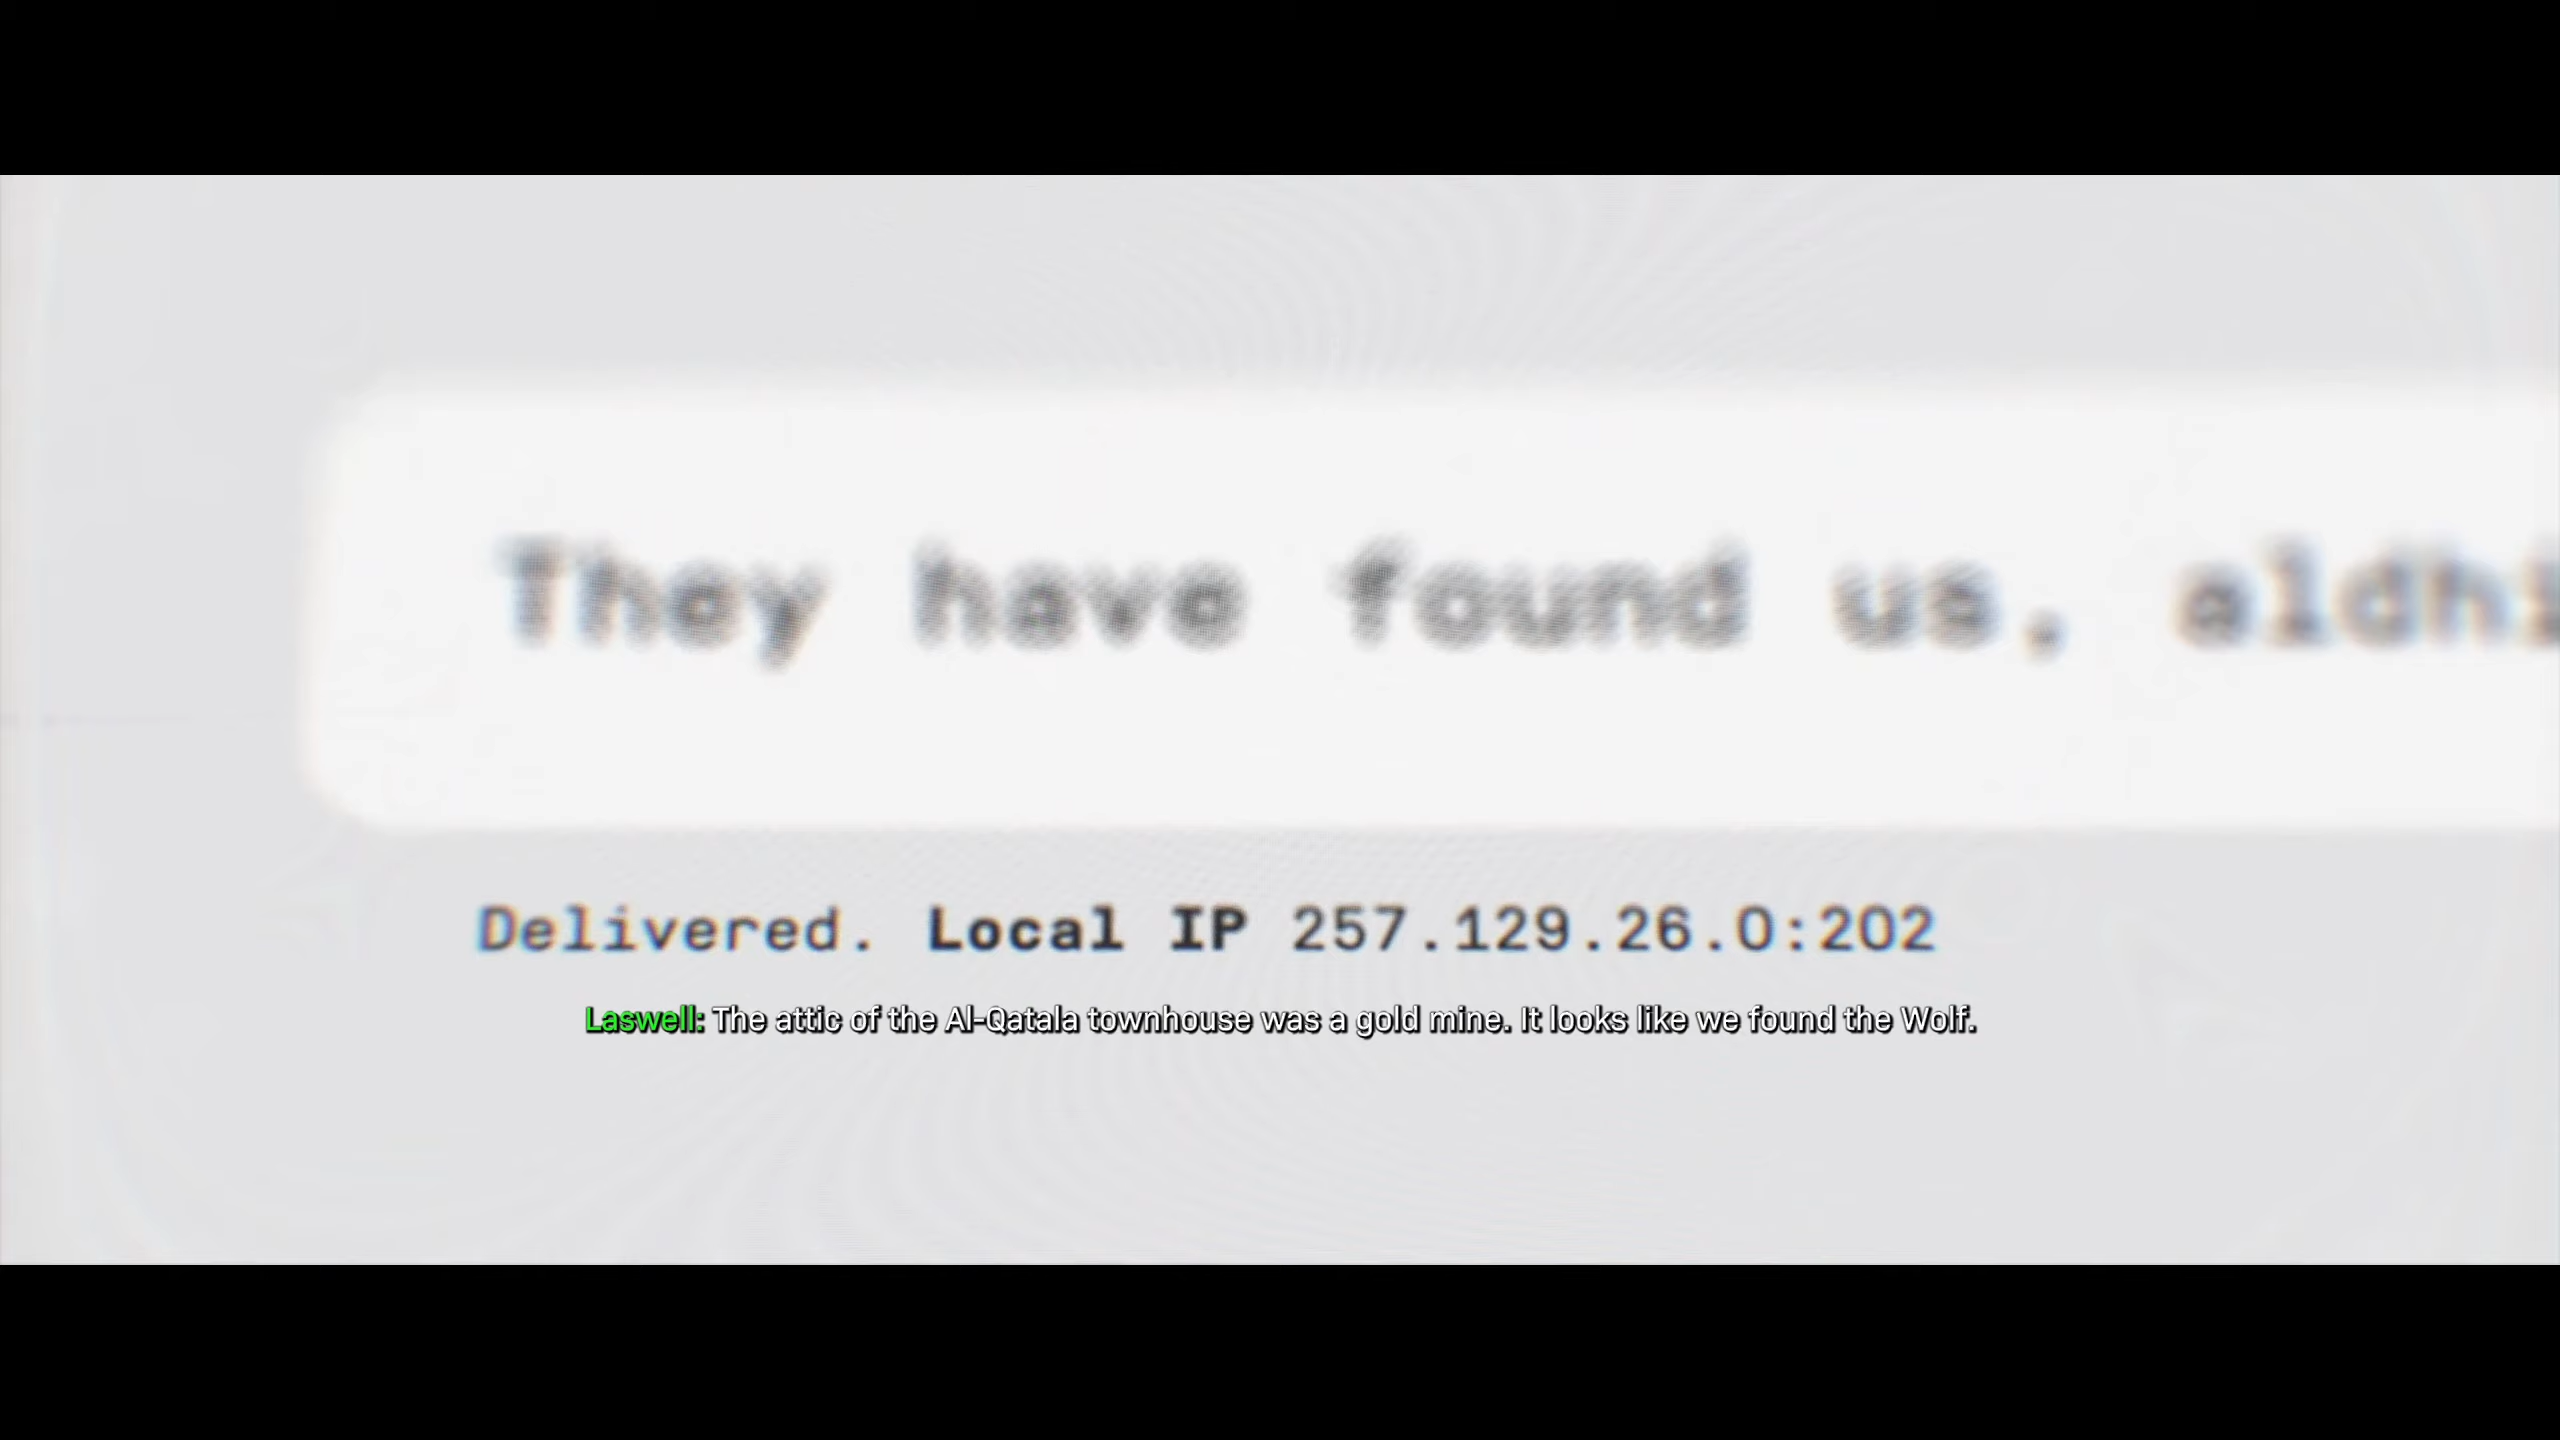 They have found us, aldhi
Delivered. Local IP 257.129.26.0:202
Laswell: The attic of the Al-Qatala townhouse was a gold mine. It looks like we found the Wolf.